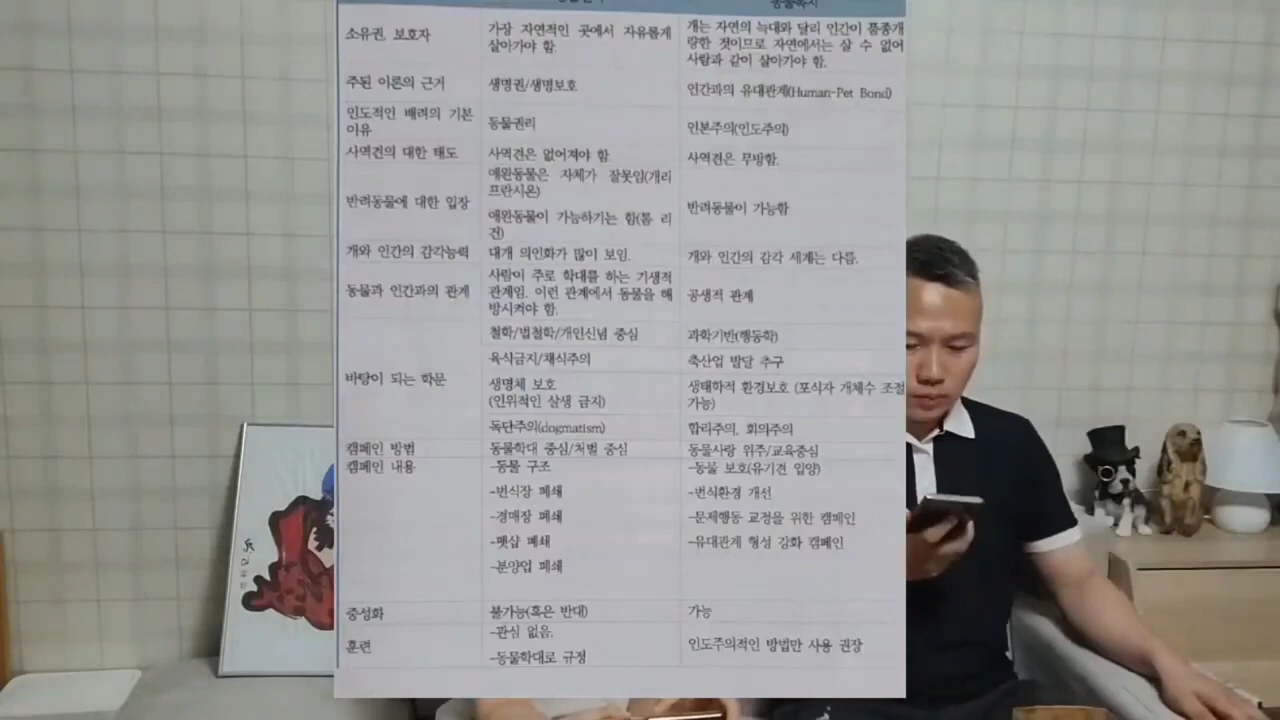 동물복지
소유권, 보호자
가장 자연적인 곳에서 자유롭게
살아가야 함.
개는 자연의 늑대와 달리 인간이 품종개
량한 것이므로 자연에서는 살 수 없어
사람과 같이 살아가야 함.
주된 이론의 근거
생명권/생명보호
인간과의 유대관계(Human-Pet Bond)
인도적인 배려의 기본
이유
동물권리
인본주의(인도주의)
사역견의 대한 태도
사역견은 없어져야 함.
사역견은 무방함.
반려동물에 대한 입장
애완동물은 자체가 잘못임(개리
프란시온)
애완동물이 가능하기는 함(톰 리
건)
반려동물이 가능함
개와 인간의 감각능력
대개 의인화가 많이 보임.
개와 인간의 감각 세계는 다름.
동물과 인간과의 관계
사람이 주로 학대를 하는 기생적
관계임. 이런 관계에서 동물을 해
방시켜야 함.
공생적 관계
바탕이 되는 학문
철학/법철학/개인신념 중심
과학기반(행동학)
육식금지/채식주의
축산업 발달 추구
생명체 보호
(인위적인 살생 금지)
생태학적 환경보호 (포식자 개체수 조절
가능)
독단주의(dogmatism)
합리주의, 회의주의
캠페인 방법
동물학대 중심/처벌 중심
동물사랑 위주/교육중심
캠페인 내용
-동물 구조
-동물 보호(유기견 입양)
-번식장 폐쇄
-번식환경 개선
-경매장 폐쇄
-문제행동 교정을 위한 캠페인
-펫샵 폐쇄
-유대관계 형성 강화 캠페인
-분양업 폐쇄
중성화
불가능(혹은 반대)
가능
훈련
-관심 없음.
-동물학대로 규정
인도주의적인 방법만 사용 권장